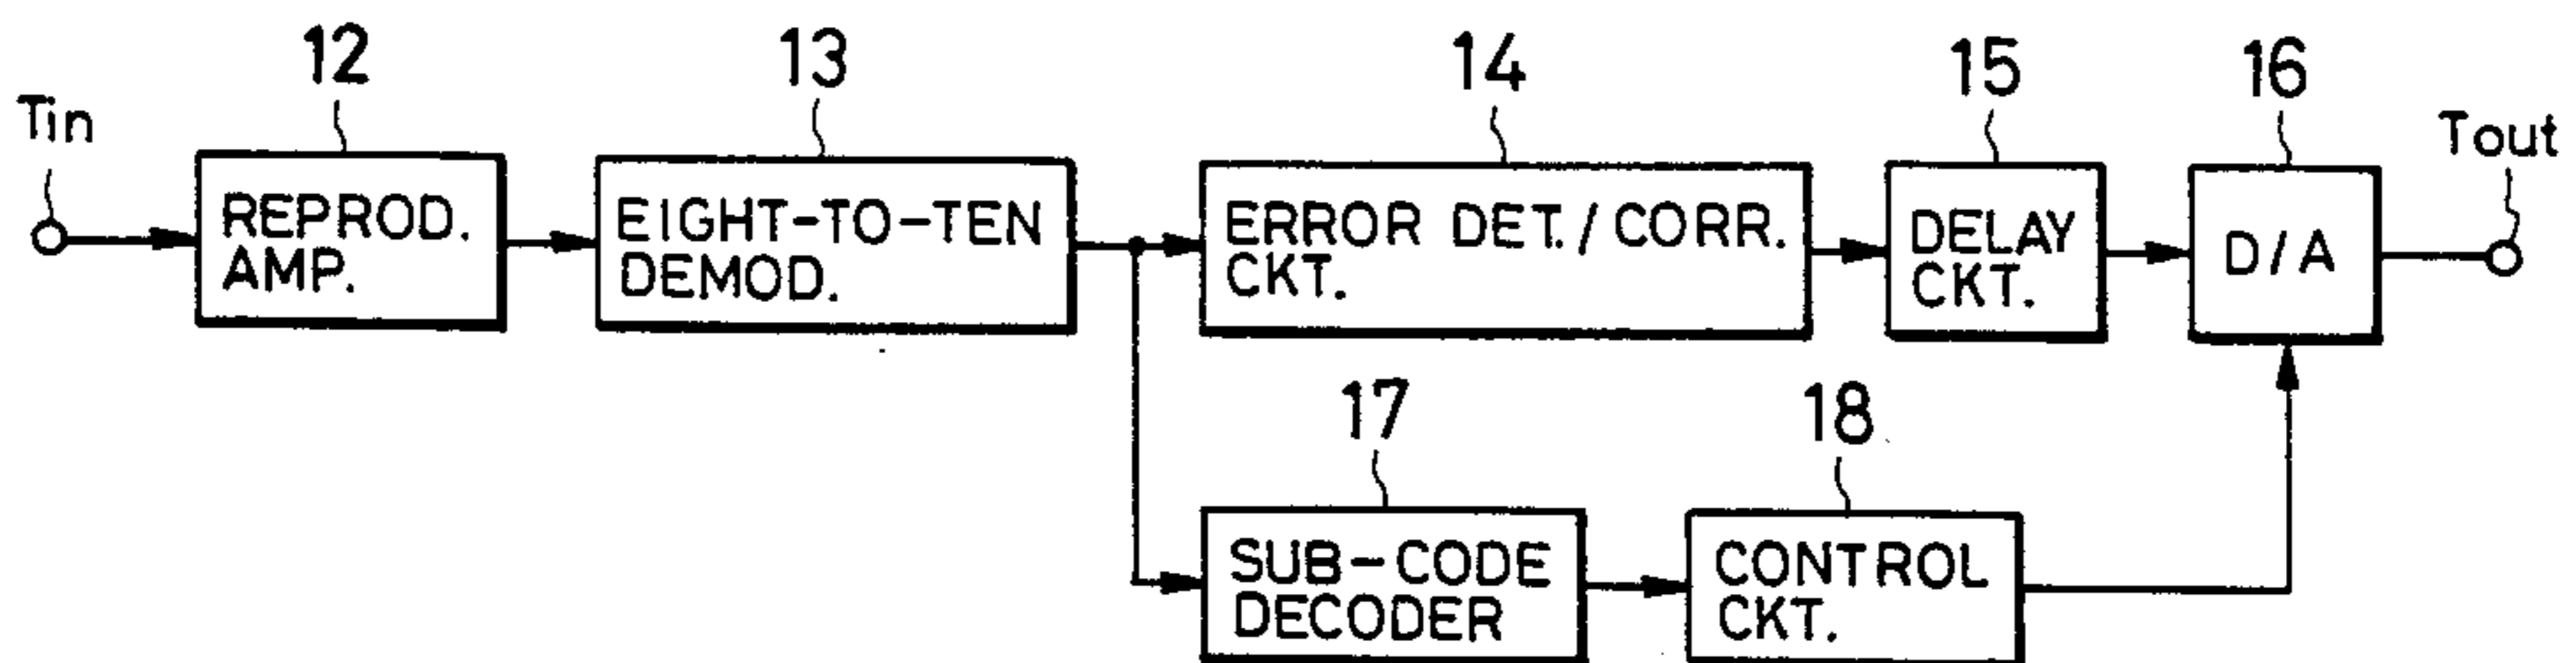 12
13
14
15
16
Tin
Tout
REPROD.
AMP.
EIGHT-TO-TEN
DEMOD.
ERROR DET./CORR.
CKT.
DELAY
CKT.
D/A
17
18
SUB-CODE
DECODER
CONTROL
CKT.